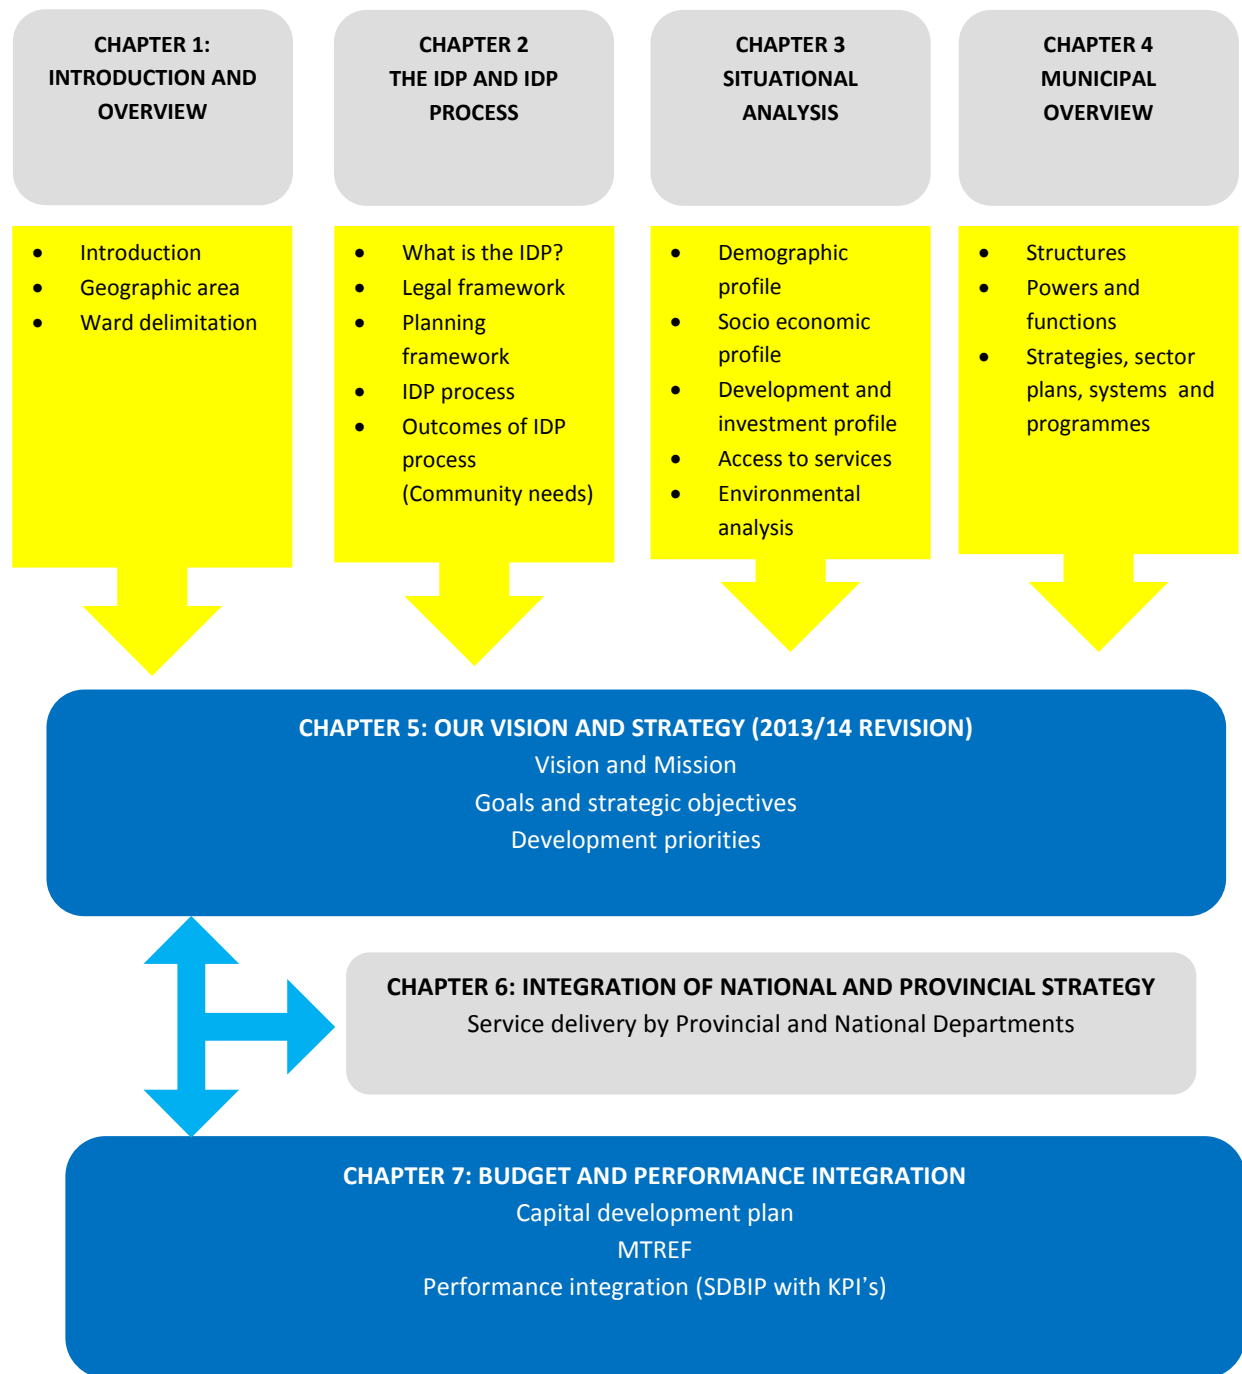 CHAPTER 1:
INTRODUCTION AND
OVERVIEW
CHAPTER 2
THE IDP AND IDP
PROCESS
CHAPTER 3
SITUATIONAL
ANALYSIS
CHAPTER 4
MUNICIPAL
OVERVIEW
• Introduction
• Geographic area
• Ward delimitation
• What is the IDP?
• Legal framework
• Planning
framework
• IDP process
• Outcomes of IDP
process
(Community needs)
• Demographic
profile
• Socio economic
profile
• Development and
investment profile
• Access to services
• Environmental
analysis
• Structures
• Powers and
functions
• Strategies, sector
plans, systems and
programmes
CHAPTER 5: OUR VISION AND STRATEGY (2013/14 REVISION)
Vision and Mission
Goals and strategic objectives
Development priorities
CHAPTER 6: INTEGRATION OF NATIONAL AND PROVINCIAL STRATEGY
Service delivery by Provincial and National Departments
CHAPTER 7: BUDGET AND PERFORMANCE INTEGRATION
Capital development plan
MTREF
Performance integration (SDBIP with KPI's)